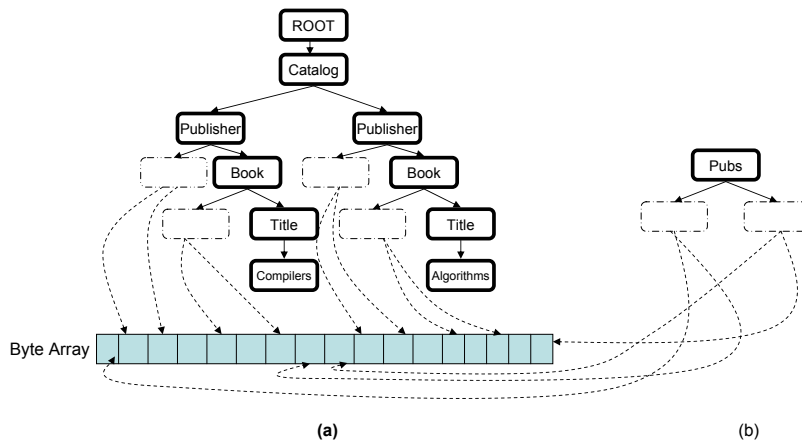 ROOT
Catalog
Publisher
Publisher
Book
Book
Pubs
Title
Title
Compilers
Algorithms
Byte Array
(a)
(b)